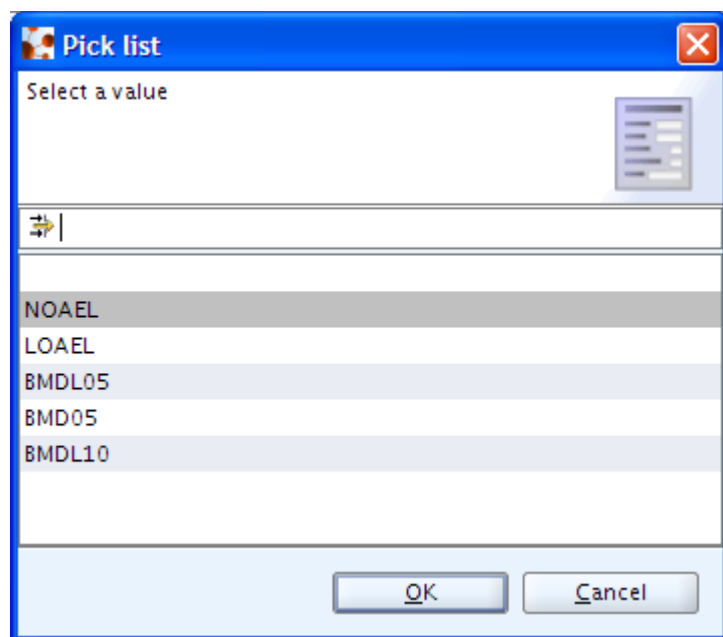 Pick list
Select a value
NOAEL
LOAEL
BMDL05
BMD05
BMDL10
OK Cancel